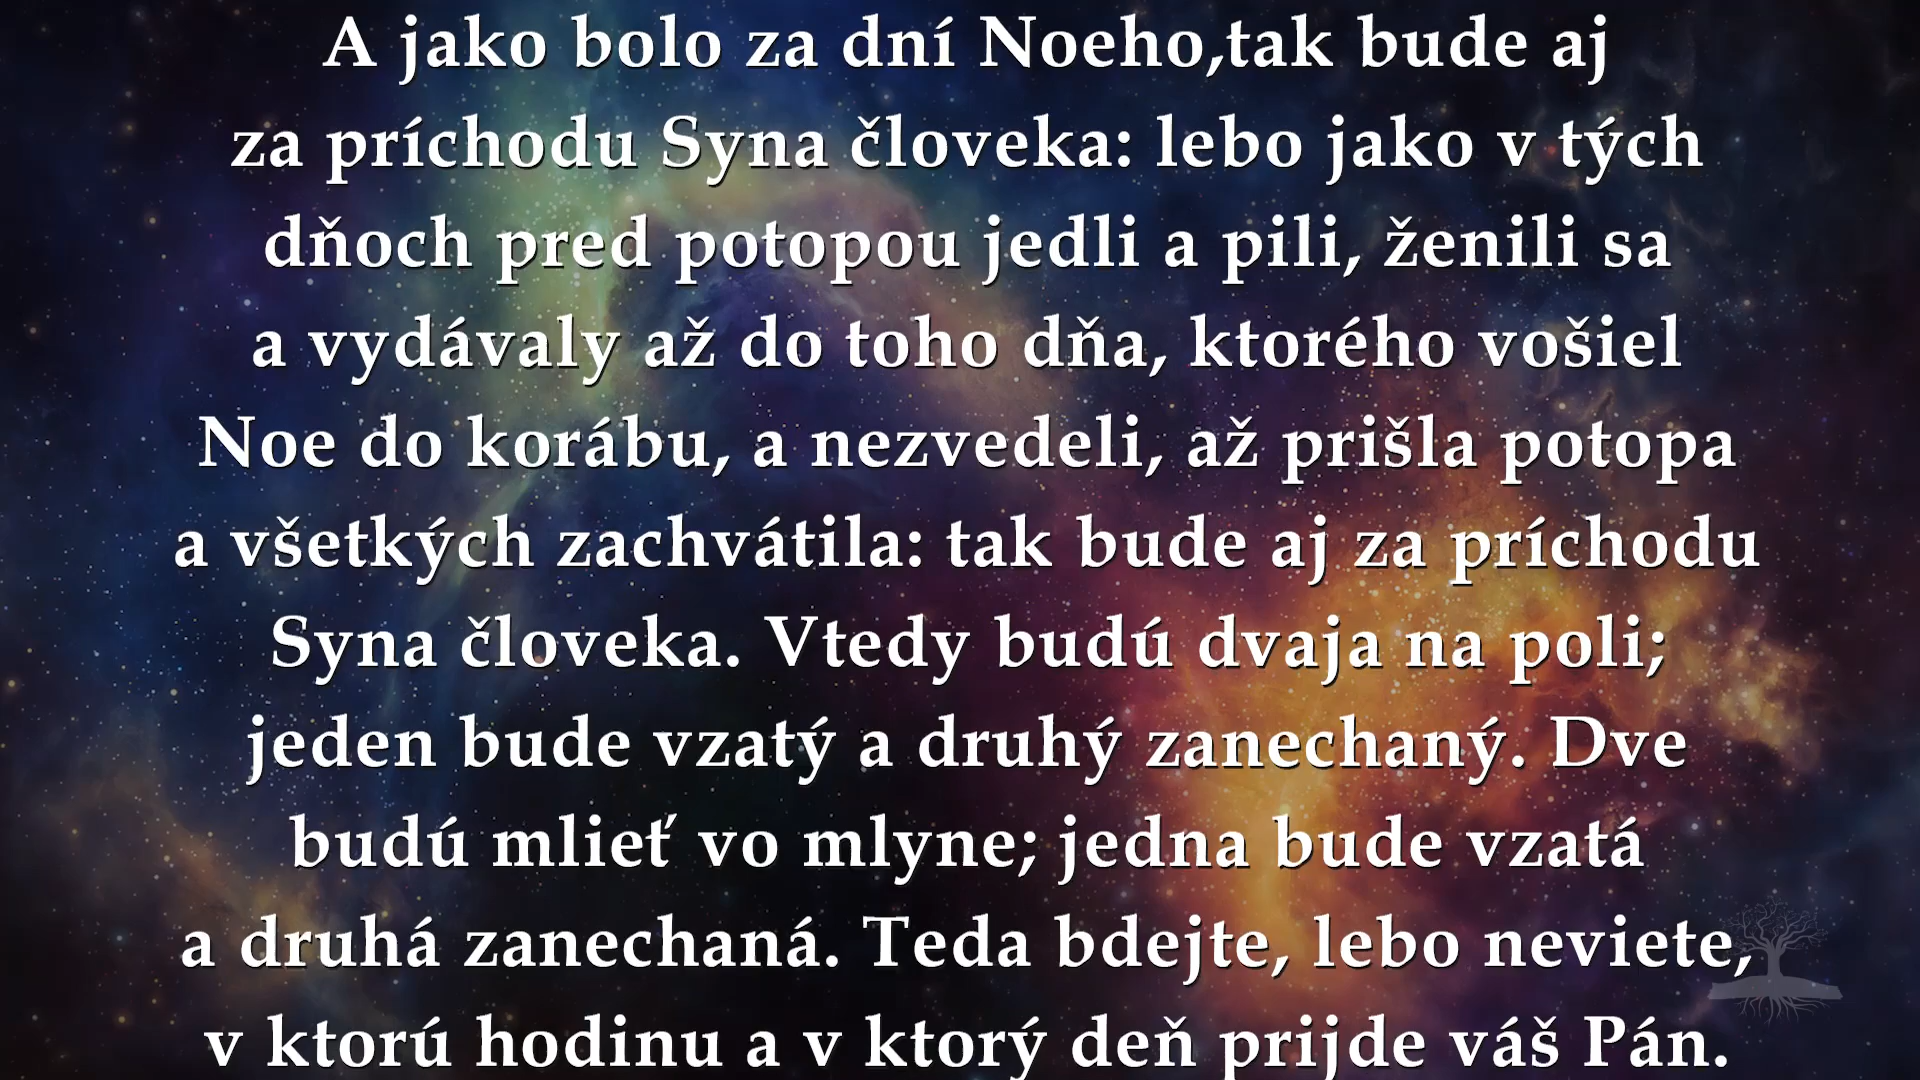 A jako bolo za dní Noeho,tak bude aj
za príchodu Syna človeka: lebo jako v tých
dňoch pred potopou jedli a pili, ženili sa
a vydávaly až do toho dňa, ktorého vošiel
Noe do korábu, a nezvedeli, až prišla potopa
a všetkých zachvátila: tak bude aj za príchodu
Syna človeka. Vtedy budú dvaja na poli;
jeden bude vzatý a druhý zanechaný. Dve
budú mlieť vo mlyne; jedna bude vzatá
a druhá zanechaná. Teda bdejte, lebo neviete,
v ktorú hodinu a v ktorý deň prijde váš Pán.